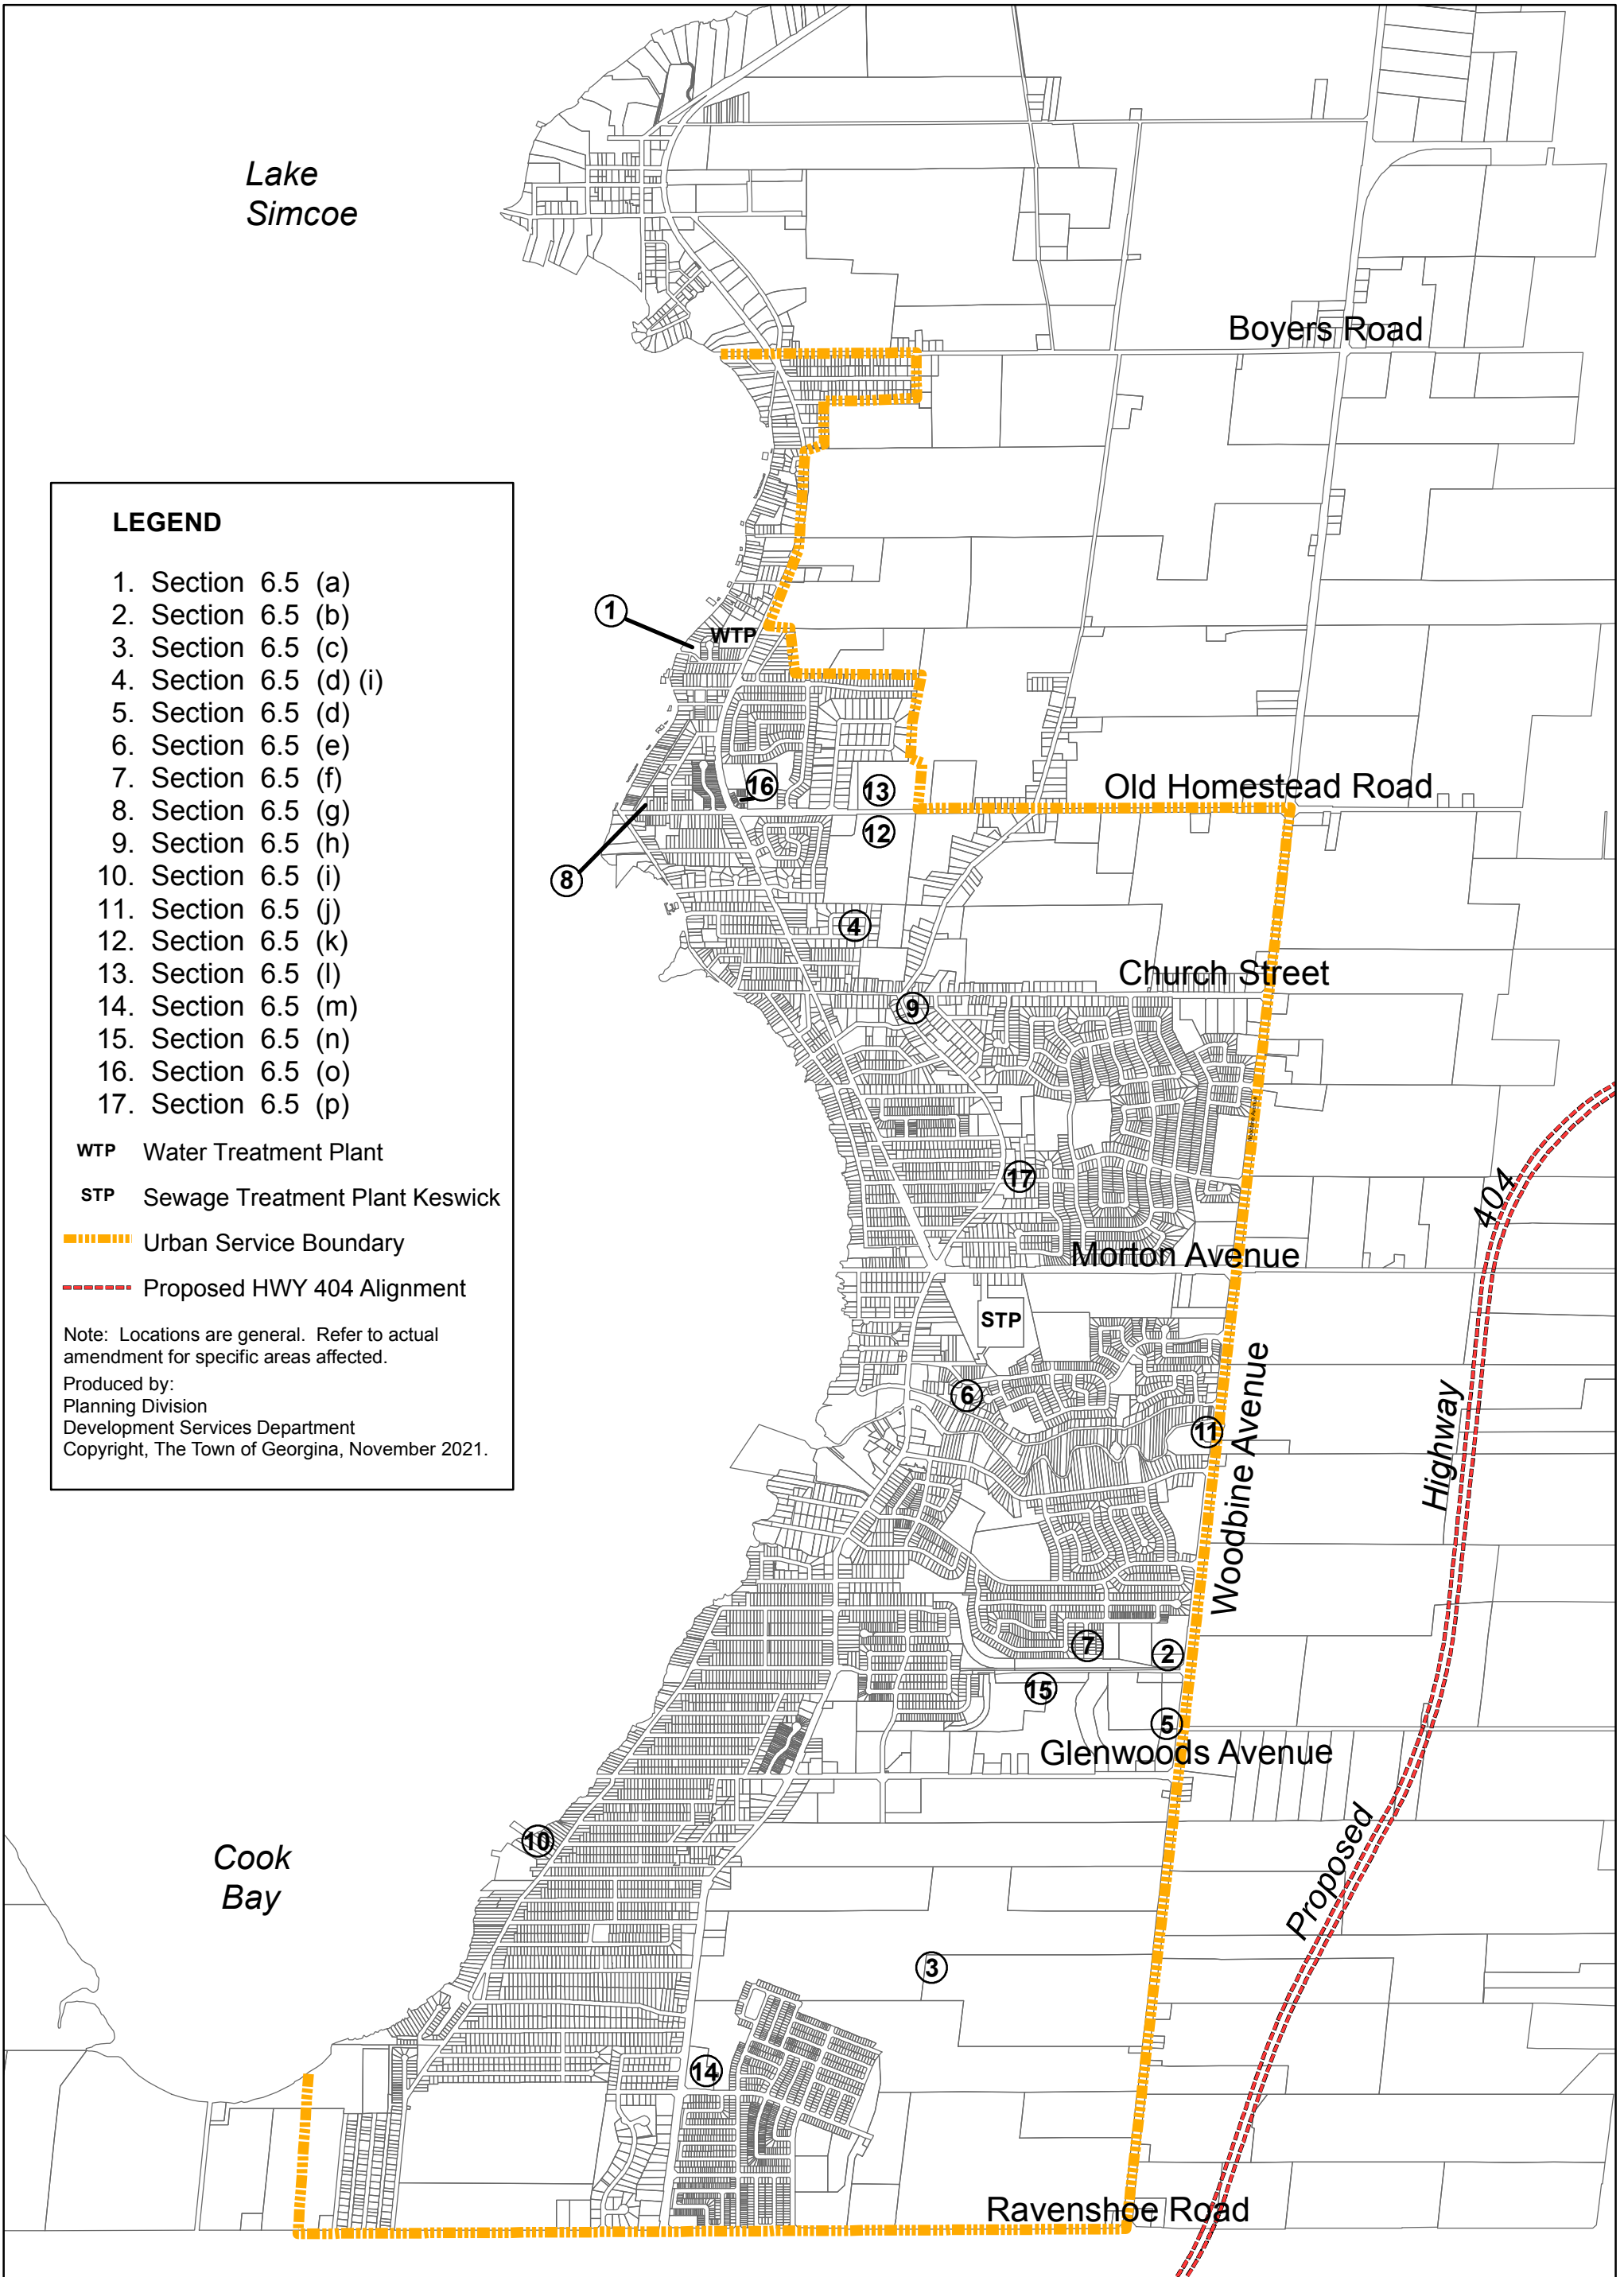 Lake
Simcoe
Boyers Road
LEGEND
1. Section 6.5 (a)
2. Section 6.5 (b)
3. Section 6.5 (c)
4. Section 6.5 (d) (i)
5. Section 6.5 (d)
6. Section 6.5 (e)
7. Section 6.5 (f)
8. Section 6.5 (g)
9. Section 6.5 (h)
10. Section 6.5 (i)
11. Section 6.5 (j)
12. Section 6.5 (k)
13. Section 6.5 (l)
14. Section 6.5 (m)
15. Section 6.5 (n)
16. Section 6.5 (o)
17. Section 6.5 (p)
WTP Water Treatment Plant
STP Sewage Treatment Plant Keswick
Urban Service Boundary
Proposed HWY 404 Alignment
Note: Locations are general. Refer to actual
amendment for specific areas affected.
Produced by:
Planning Division
Development Services Department
Copyright, The Town of Georgina, November 2021.
1
WTP
16
13
Old Homestead Road
12
8
4
Church Street
9
17
404
Morton Avenue
STP
6
11
Woodbine Avenue
Highway
7
2
15
5
Glenwoods Avenue
10
Proposed
Cook
Bay
3
14
Ravenshoe Road